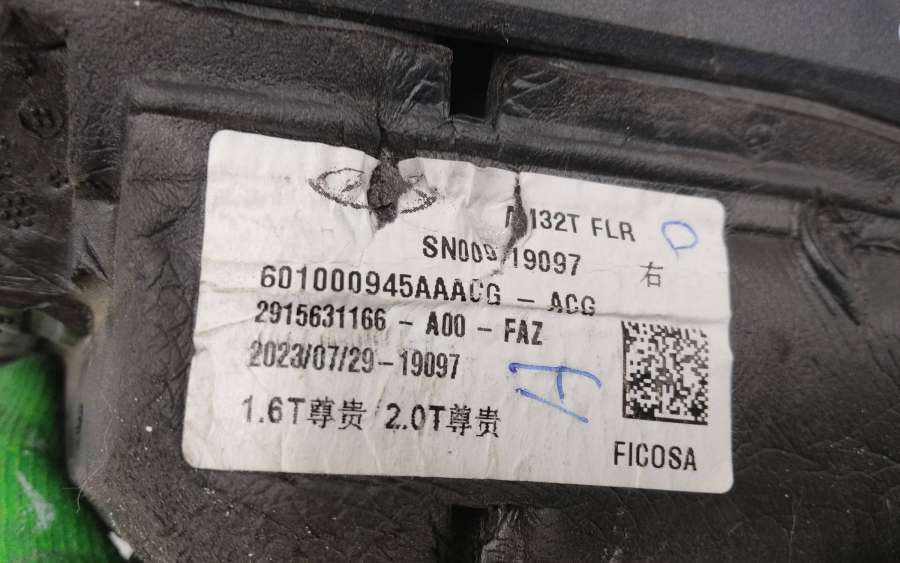 132T FLR
SN009 19097
右
601000945AAACG - ACG
2915631166 - A00 - FAZ
2023/07/29-19097
A
1.6T尊贵/2.0T尊贵
FICOSA